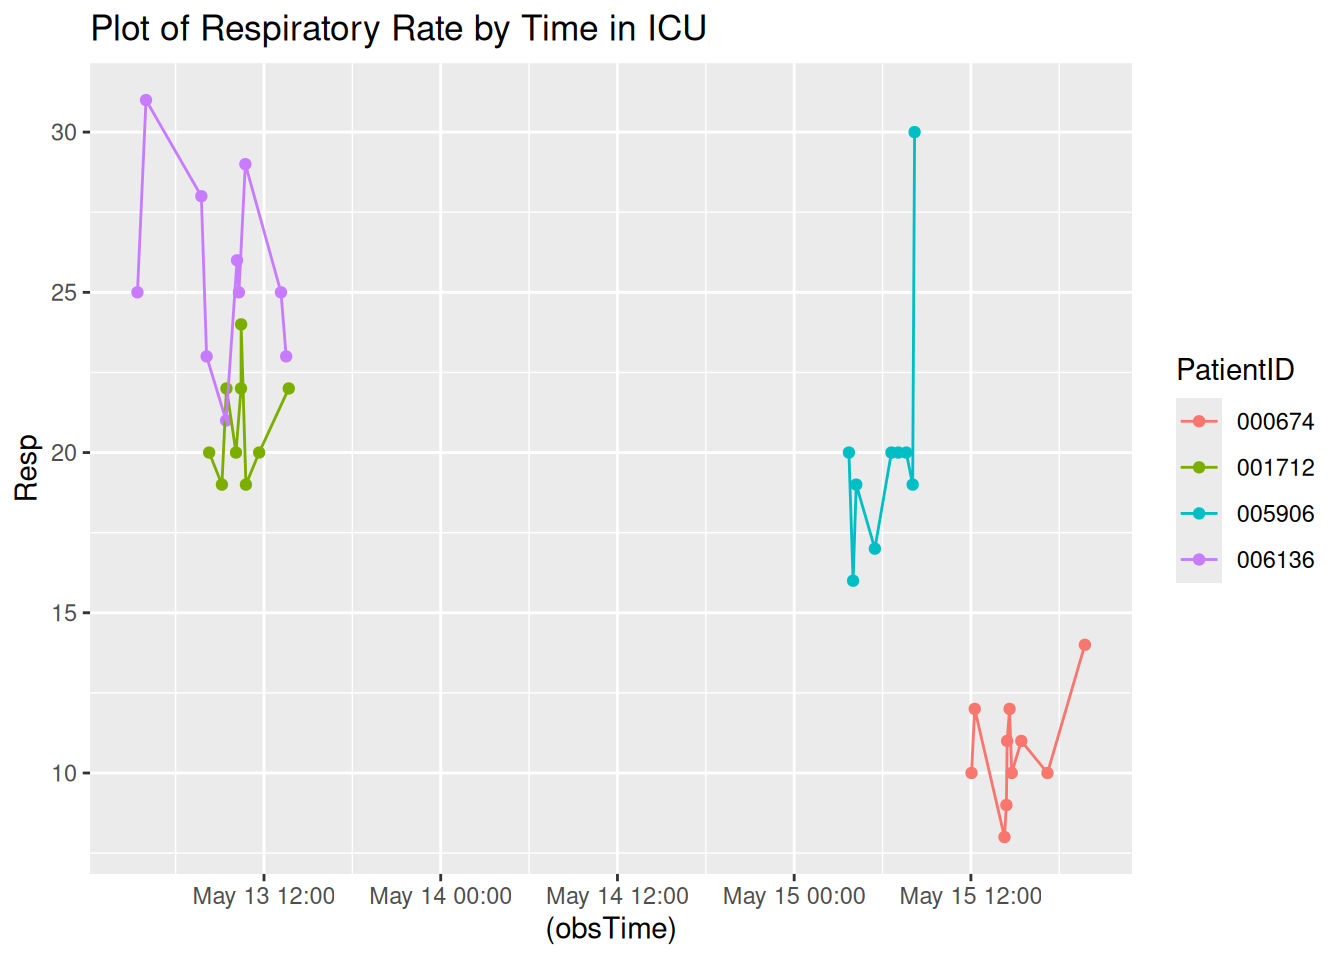 Plot of Respiratory Rate by Time in ICU
Resp
30
25
20
15
10
May 13 12:00
May 14 00:00
May 14 12:00
May 15 00:00
May 15 12:00
(obsTime)
PatientID
000674
001712
005906
006136